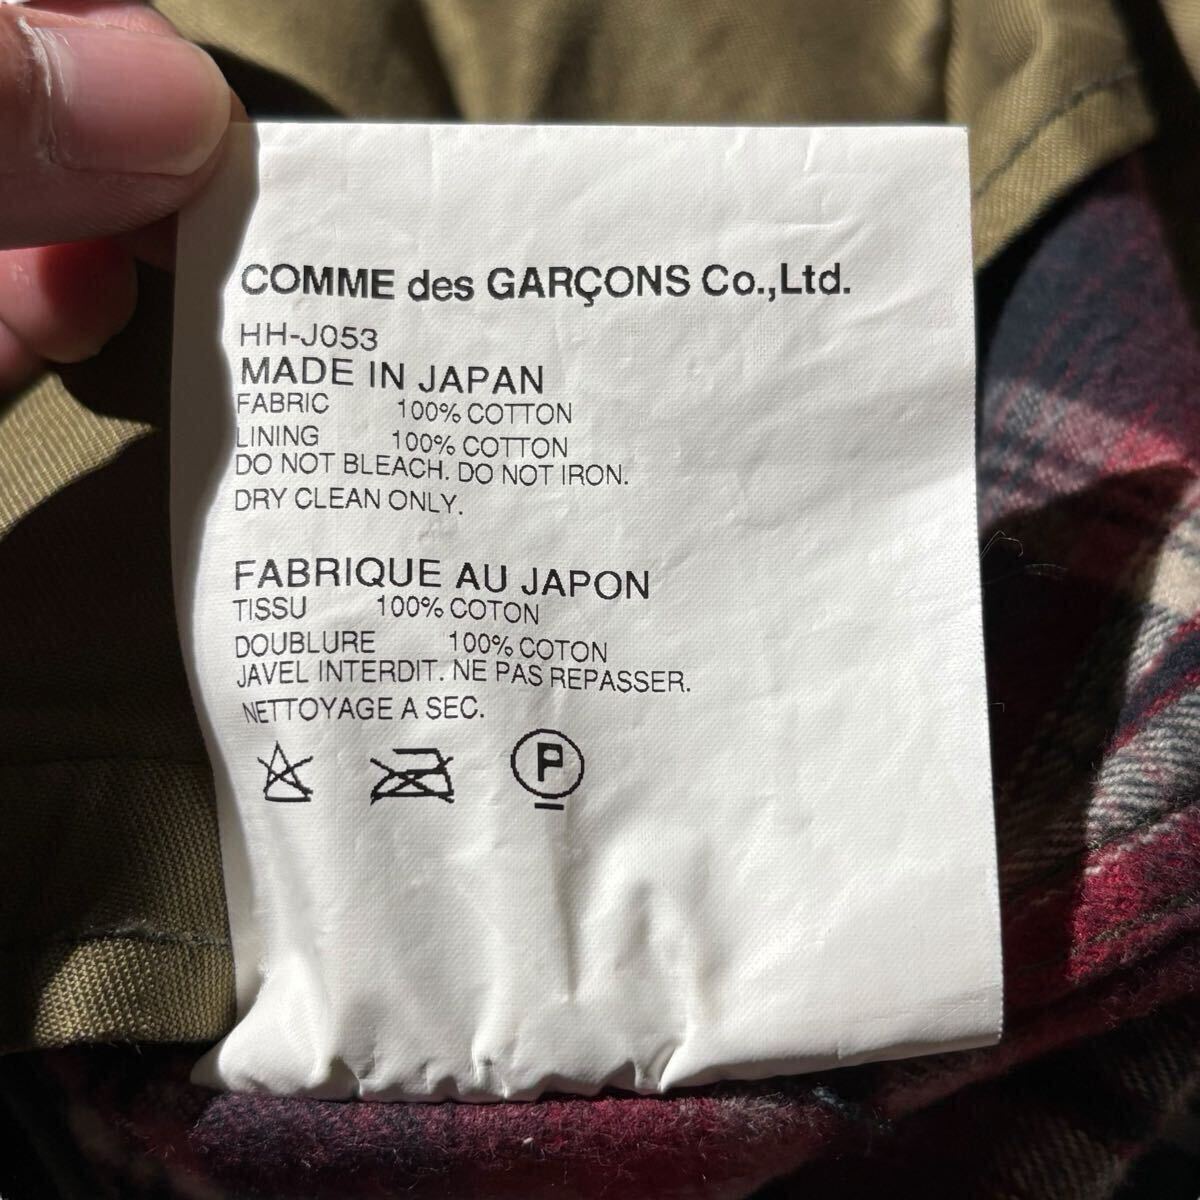 COMME des GARÇONS Co.,Ltd.
HH-J053
MADE IN JAPAN
FABRIC 100% COTTON
LINING 100% COTTON
DO NOT BLEACH. DO NOT IRON.
DRY CLEAN ONLY.
FABRIQUE AU JAPON
TISSU 100% COTON
DOUBLURE 100% COTON
JAVEL INTERDIT. NE PAS REPASSER.
NETTOYAGE A SEC.
P